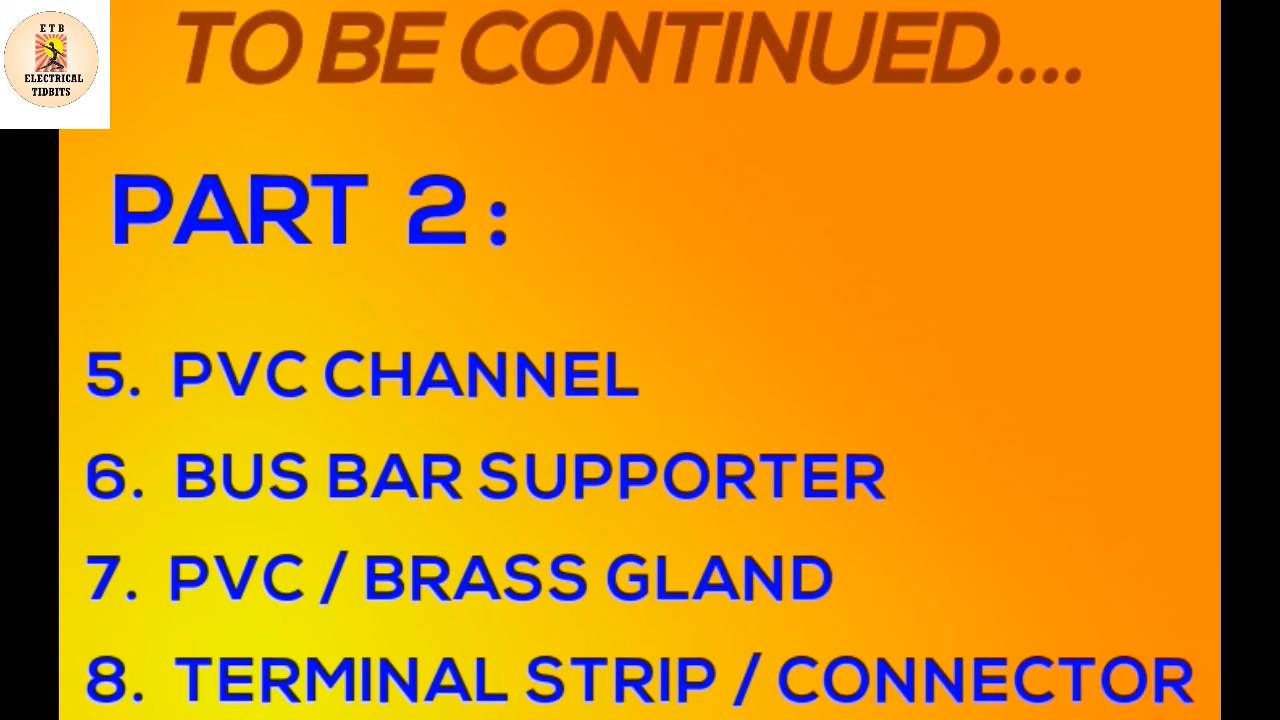 E T B
ELECTRICAL
TIDBITS
TO BE CONTINUED....
PART 2 :
5. PVC CHANNEL
6. BUS BAR SUPPORTER
7. PVC / BRASS GLAND
8. TERMINAL STRIP / CONNECTOR